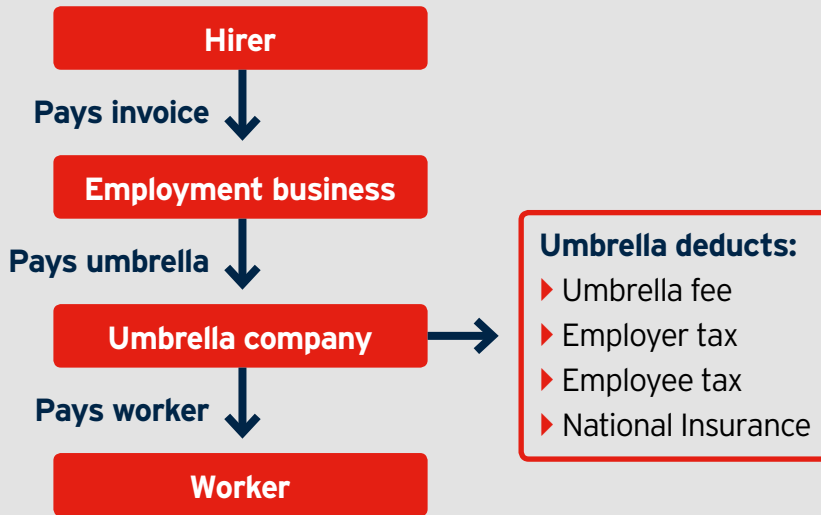 Hirer
Pays invoice
Employment business
Pays umbrella
Umbrella company
Pays worker
Worker
Umbrella deducts:
Umbrella fee
Employer tax
Employee tax
National Insurance